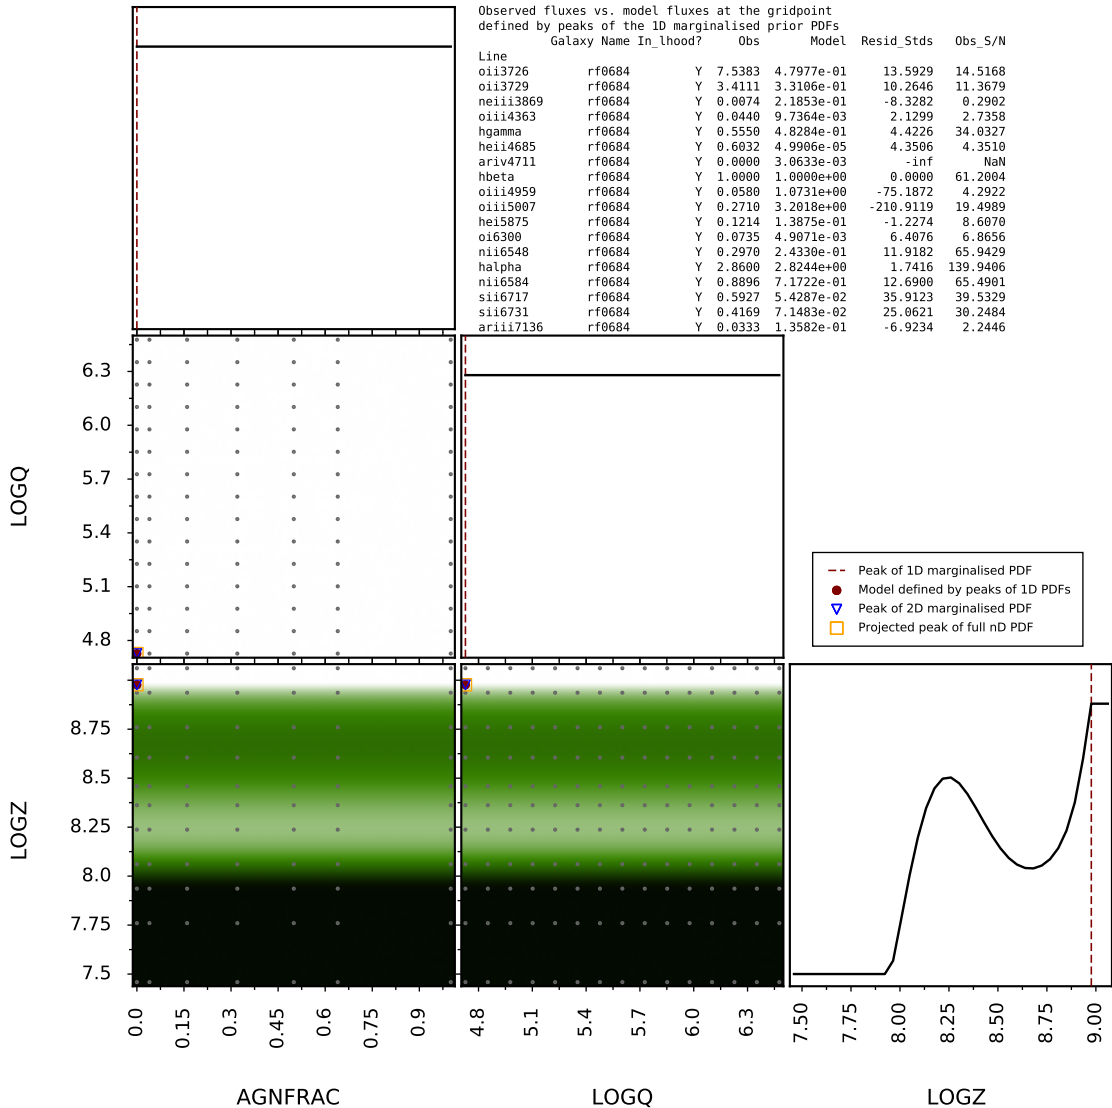 Observed fluxes vs. model fluxes at the gridpoint
defined by peaks of the 1D marginalised prior PDFs
Galaxy Name In_lhood? Obs Model Resid_Stds Obs_S/N
Line
oii3726 rf0684 Y 7.5383 4.7977e-01 13.5929 14.5168
oii3729 rf0684 Y 3.4111 3.3106e-01 10.2646 11.3679
neiii3869 rf0684 Y 0.0074 2.1853e-01 -8.3282 0.2902
oiii4363 rf0684 Y 0.0440 9.7364e-03 2.1299 2.7358
hgamma rf0684 Y 0.5550 4.8284e-01 4.4226 34.0327
heii4685 rf0684 Y 0.6032 4.9906e-05 4.3506 4.3510
ariv4711 rf0684 Y 0.0000 3.0633e-03 -inf NaN
hbeta rf0684 Y 1.0000 1.0000e+00 0.0000 61.2004
oiii4959 rf0684 Y 0.0580 1.0731e+00 -75.1872 4.2922
oiii5007 rf0684 Y 0.2710 3.2018e+00 -210.9119 19.4989
hei5875 rf0684 Y 0.1214 1.3875e-01 -1.2274 8.6070
oi6300 rf0684 Y 0.0735 4.9071e-03 6.4076 6.8656
nii6548 rf0684 Y 0.2970 2.4330e-01 11.9182 65.9429
halpha rf0684 Y 2.8600 2.8244e+00 1.7416 139.9406
nii6584 rf0684 Y 0.8896 7.1722e-01 12.6900 65.4901
sii6717 rf0684 Y 0.5927 5.4287e-02 35.9123 39.5329
sii6731 rf0684 Y 0.4169 7.1483e-02 25.0621 30.2484
ariii7136 rf0684 Y 0.0333 1.3582e-01 -6.9234 2.2446
6.3
6.0
5.7
5.4
5.1
4.8
LOGQ
Peak of 1D marginalised PDF
Model defined by peaks of 1D PDFs
Peak of 2D marginalised PDF
Projected peak of full nD PDF
8.75
8.5
8.25
8.0
7.75
7.5
LOGZ
0.0 0.15 0.3 0.45 0.6 0.75 0.9
4.8 5.1 5.4 5.7 6.0 6.3
7.50 7.75 8.00 8.25 8.50 8.75 9.00
AGNFRAC LOGQ LOGZ